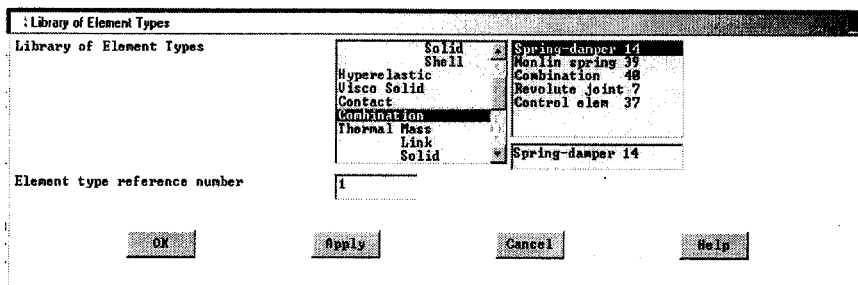 Library of Element Types
Library of Element Types
Solid
Shell
Hyperelastic
Visco Solid
Contact
Combination
Thermal Mass
Link
Solid
Spring-damper 14
Nonlin spring 39
Combination 40
Revolute joint 7
Control elem 37
Spring-damper 14
Element type reference number
1
OK
Apply
Cancel
Help